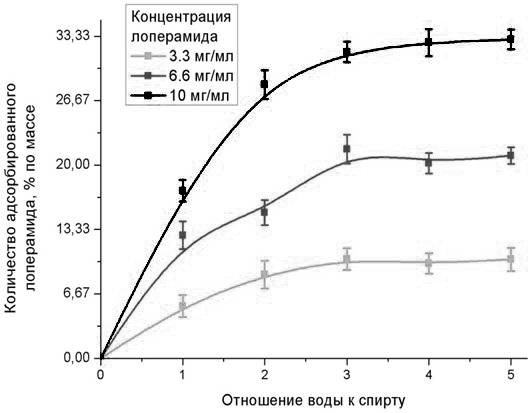 Количество адсорбированного
лоперамида, % по массе
33,33
26,67
20,00
13,33
6,67
0,00
Концентрация
лоперамида
3.3 мг/мл
6.6 мг/мл
10 мг/мл
0 1 2 3 4 5
Отношение воды к спирту